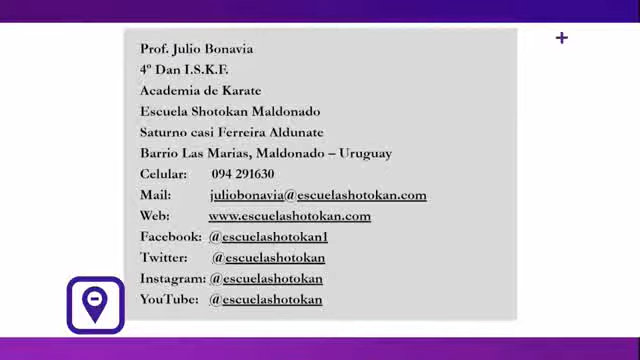 Prof. Julio Bonavia
4º Dan I.S.K.F.
Academia de Karate
Escuela Shotokan Maldonado
Saturno casi Ferreira Aldunate
Barrio Las Marias, Maldonado – Uruguay
Celular: 094 291630
Mail: juliobonavia@escuelashotokan.com
Web: www.escuelashotokan.com
Facebook: @escuelashotokan1
Twitter: @escuelashotokan
Instagram: @escuelashotokan
YouTube: @escuelashotokan